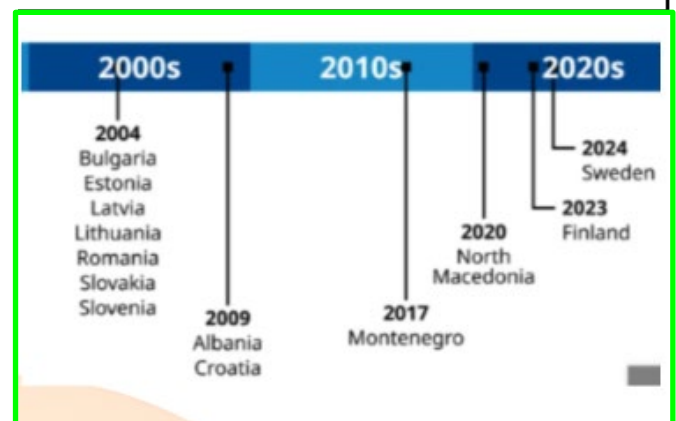 2000s
2010s
2020s
2004
Bulgaria
Estonia
Latvia
Lithuania
Romania
Slovakia
Slovenia
2009
Albania
Croatia
2017
Montenegro
2020
North
Macedonia
2023
Finland
2024
Sweden